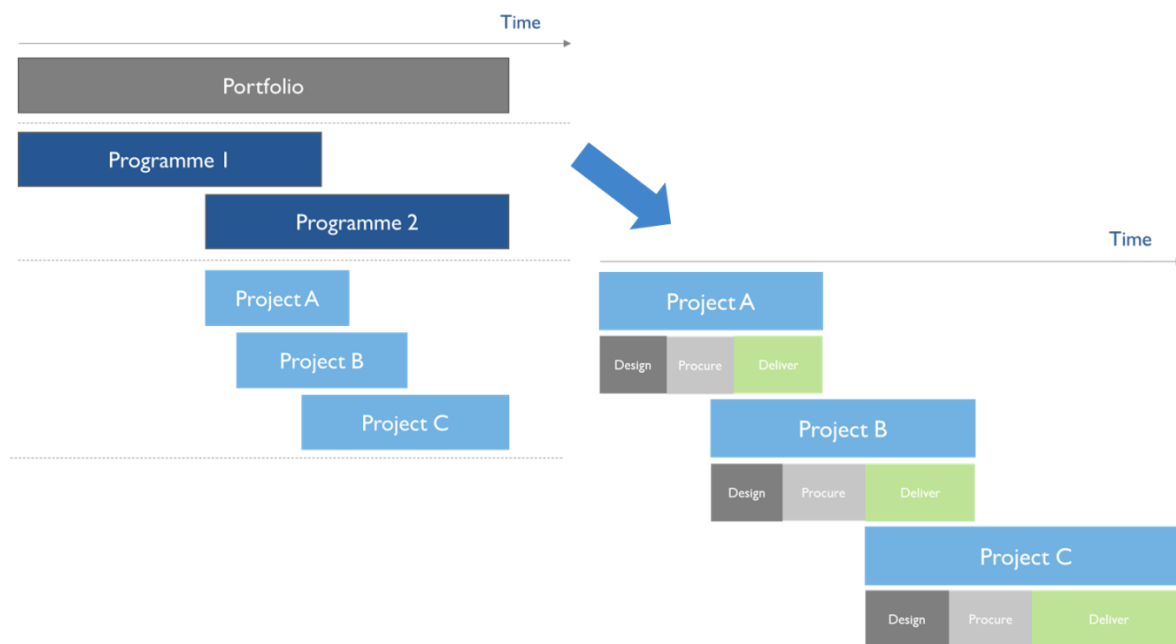 Time
Portfolio
Programme 1
Programme 2
Project A
Project B
Project C
Time
Project A
Design Procure Deliver
Project B
Design Procure Deliver
Project C
Design Procure Deliver